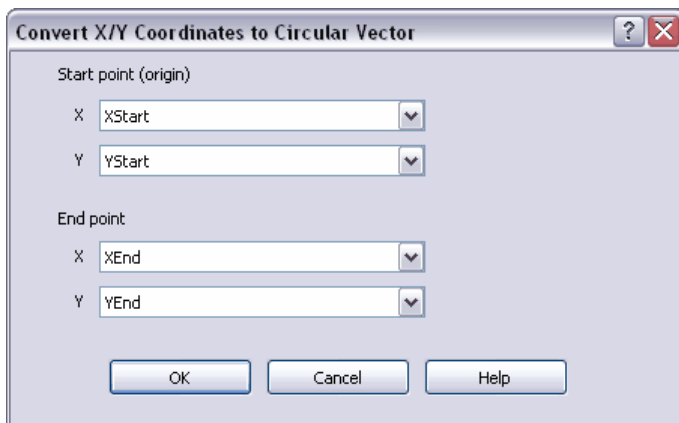 Convert X/Y Coordinates to Circular Vector
Start point (origin)
X XStart
Y YStart
End point
X XEnd
Y YEnd
OK Cancel Help